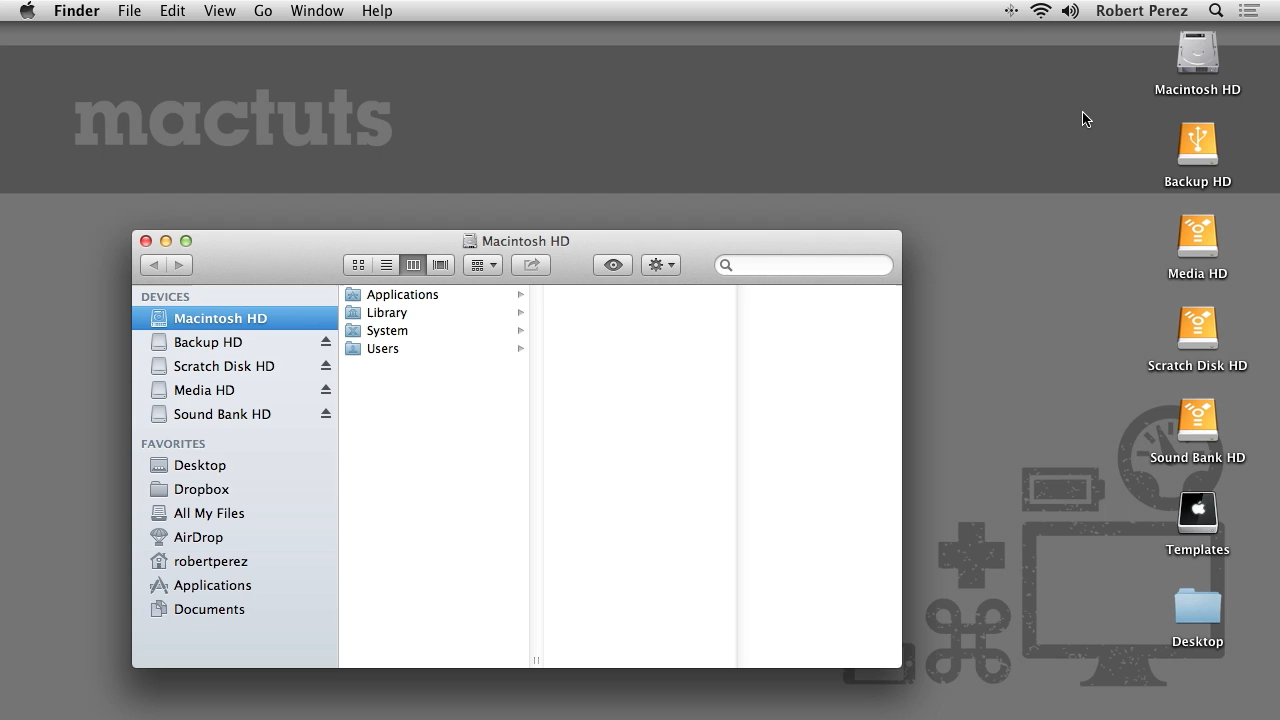 Finder File Edit View Go Window Help Robert Perez
mactuts
Macintosh HD
Backup HD
Media HD
Scratch Disk HD
Sound Bank HD
Templates
Desktop
Macintosh HD
DEVICES
Macintosh HD
Backup HD
Scratch Disk HD
Media HD
Sound Bank HD
FAVORITES
Desktop
Dropbox
All My Files
AirDrop
robertperez
Applications
Documents
Applications
Library
System
Users